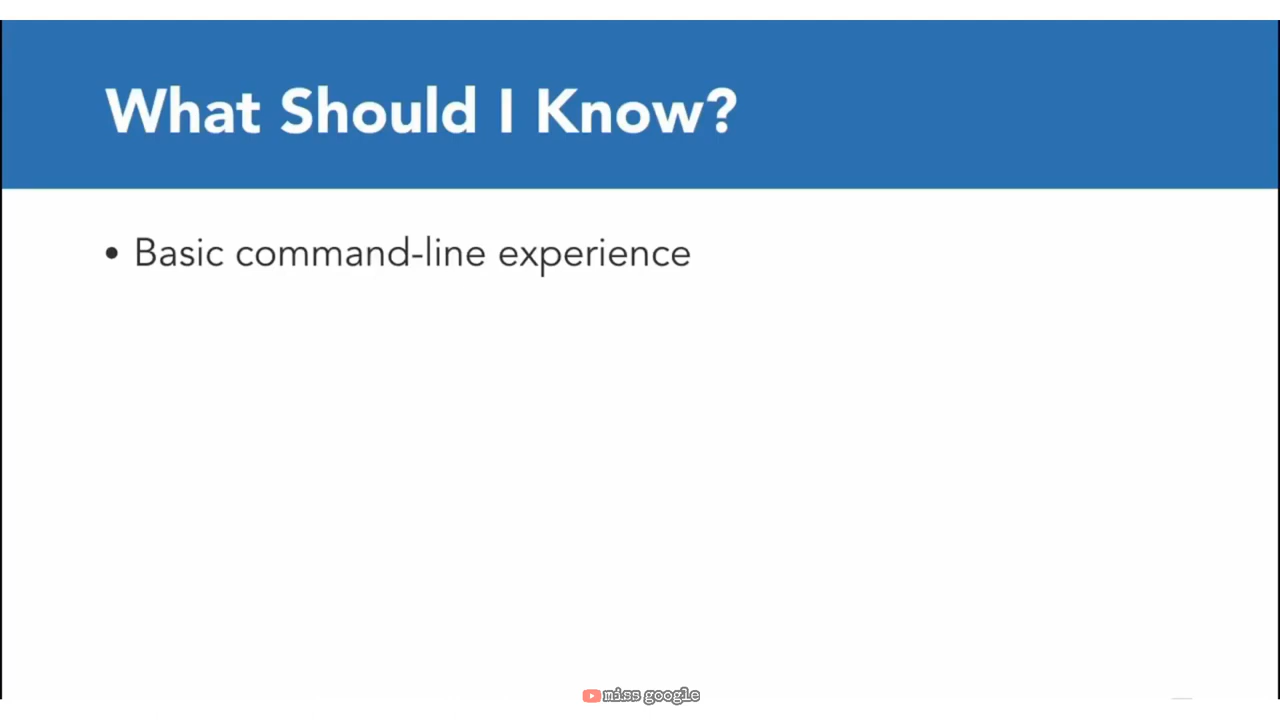 What Should I Know?
• Basic command-line experience
miss google